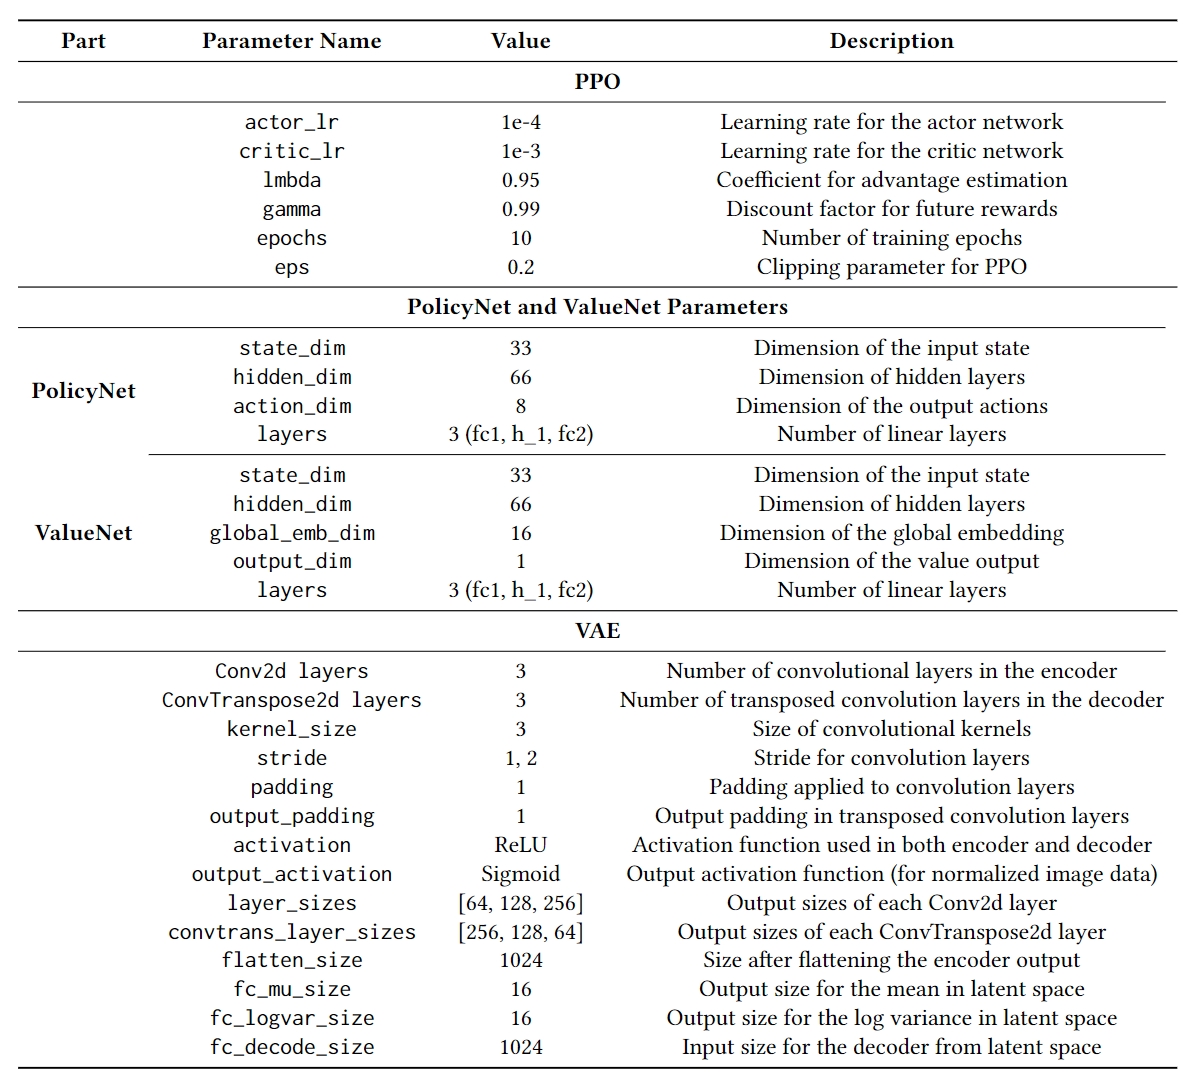 Part Parameter Name Value Description
PPO
actor_lr 1e-4 Learning rate for the actor network
critic_lr 1e-3 Learning rate for the critic network
lmbda 0.95 Coefficient for advantage estimation
gamma 0.99 Discount factor for future rewards
epochs 10 Number of training epochs
eps 0.2 Clipping parameter for PPO
PolicyNet and ValueNet Parameters
PolicyNet
state_dim 33 Dimension of the input state
hidden_dim 66 Dimension of hidden layers
action_dim 8 Dimension of the output actions
layers 3 (fc1, h_1, fc2) Number of linear layers
ValueNet
state_dim 33 Dimension of the input state
hidden_dim 66 Dimension of hidden layers
global_emb_dim 16 Dimension of the global embedding
output_dim 1 Dimension of the value output
layers 3 (fc1, h_1, fc2) Number of linear layers
VAE
Conv2d layers 3 Number of convolutional layers in the encoder
ConvTranspose2d layers 3 Number of transposed convolution layers in the decoder
kernel_size 3 Size of convolutional kernels
stride 1, 2 Stride for convolution layers
padding 1 Padding applied to convolution layers
output_padding 1 Output padding in transposed convolution layers
activation ReLU Activation function used in both encoder and decoder
output_activation Sigmoid Output activation function (for normalized image data)
layer_sizes [64, 128, 256] Output sizes of each Conv2d layer
convtrans_layer_sizes [256, 128, 64] Output sizes of each ConvTranspose2d layer
flatten_size 1024 Size after flattening the encoder output
fc_mu_size 16 Output size for the mean in latent space
fc_logvar_size 16 Output size for the log variance in latent space
fc_decode_size 1024 Input size for the decoder from latent space